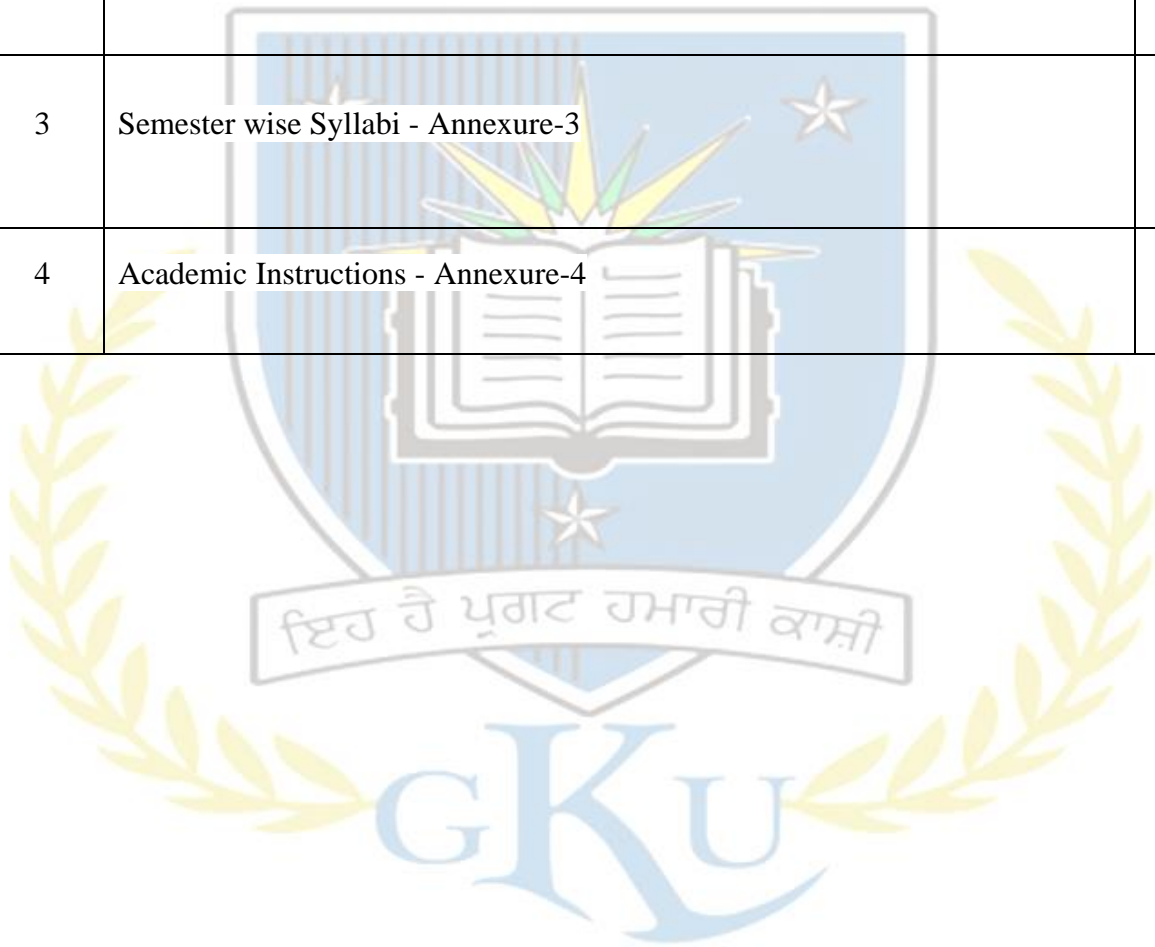 3 Semester wise Syllabi - Annexure-3
4 Academic Instructions - Annexure-4
ਇਹ ਹੈ ਪ੍ਰਗਟ ਹਮਾਰੀ ਕਾਸ਼ੀ
GKU